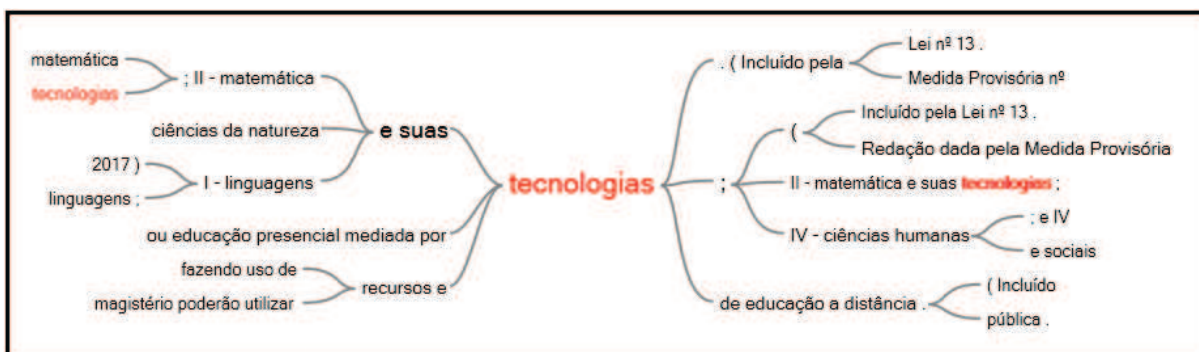 matemática
tecnologias
; II - matemática
ciências da natureza
e suas
2017 )
linguagens ;
I - linguagens
ou educação presencial mediada por
fazendo uso de
magistério poderão utilizar
recursos e
tecnologias
. ( Incluído pela
Lei nº 13 .
Medida Provisória nº
;
(
Incluído pela Lei nº 13 .
Redação dada pela Medida Provisória
II - matemática e suas tecnologias ;
IV - ciências humanas
; e IV
e sociais
de educação a distância .
( Incluído
pública .